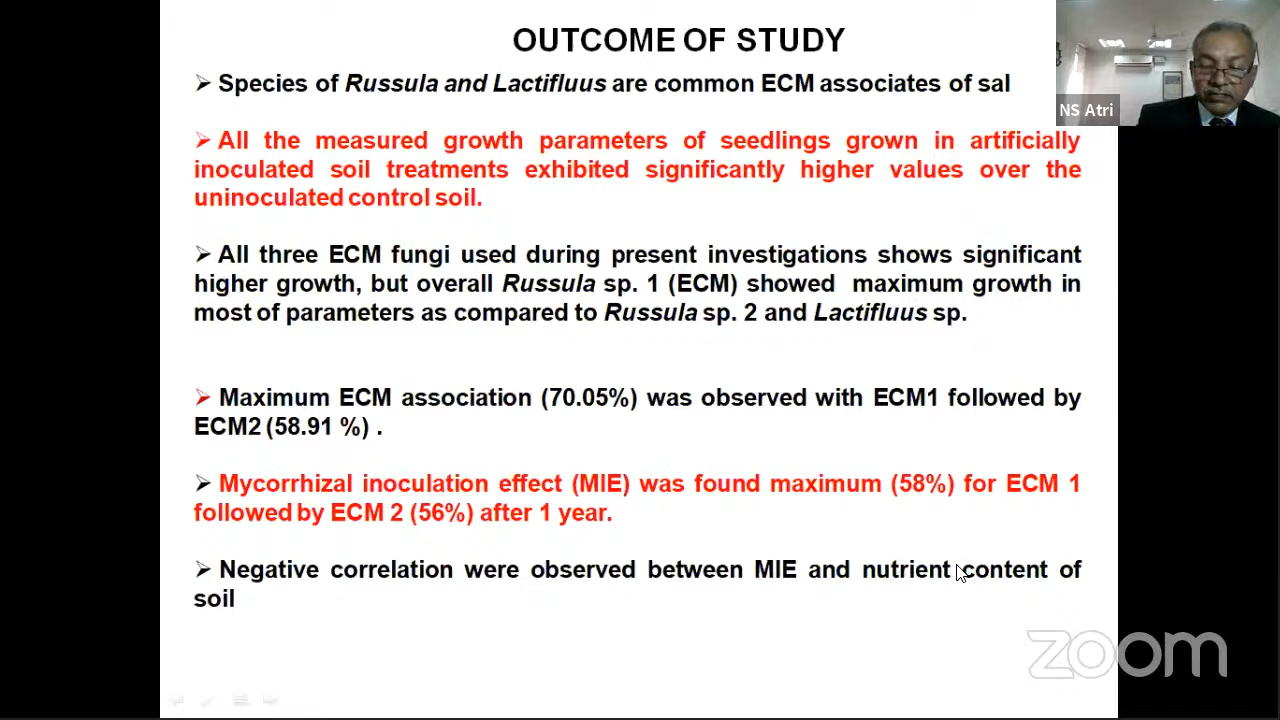 OUTCOME OF STUDY
➢ Species of Russula and Lactifluus are common ECM associates of sal
NS Atri
➢ All the measured growth parameters of seedlings grown in artificially
inoculated soil treatments exhibited significantly higher values over the
uninoculated control soil.
➢ All three ECM fungi used during present investigations shows significant
higher growth, but overall Russula sp. 1 (ECM) showed maximum growth in
most of parameters as compared to Russula sp. 2 and Lactifluus sp.
➢ Maximum ECM association (70.05%) was observed with ECM1 followed by
ECM2 (58.91 %) .
➢ Mycorrhizal inoculation effect (MIE) was found maximum (58%) for ECM 1
followed by ECM 2 (56%) after 1 year.
➢ Negative correlation were observed between MIE and nutrient content of
soil
zoom